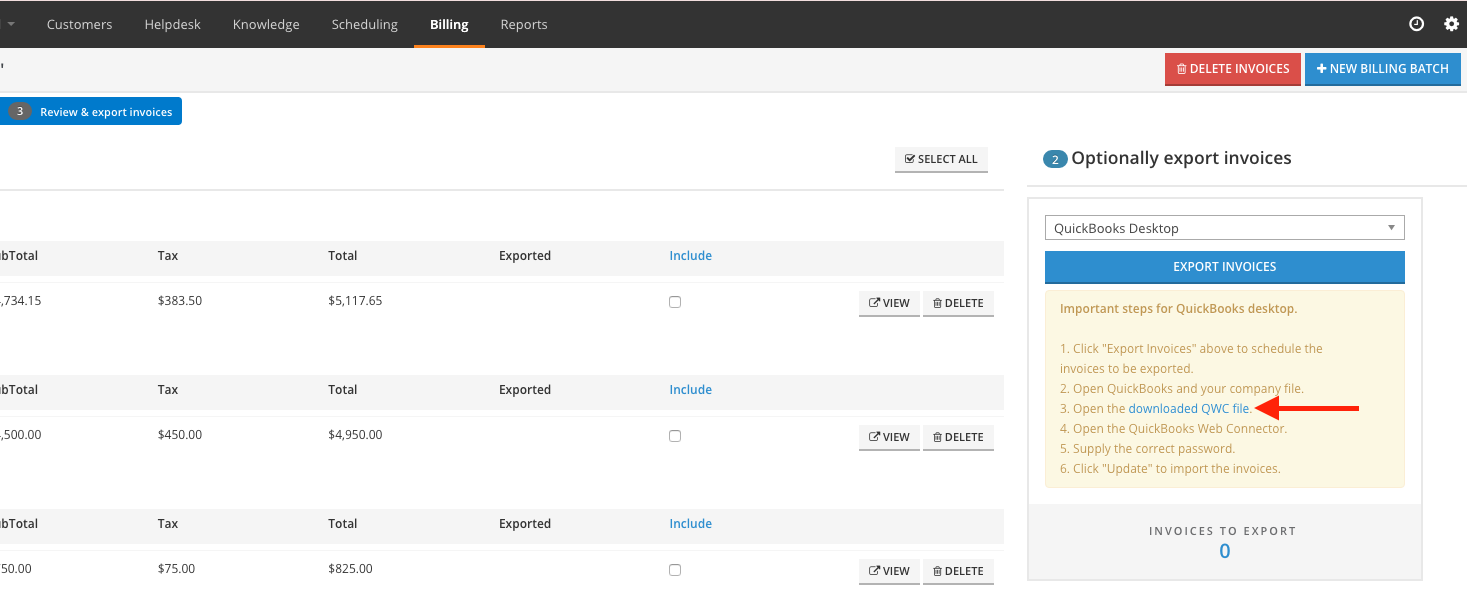 Customers Helpdesk Knowledge Scheduling Billing Reports
DELETE INVOICES NEW BILLING BATCH
3 Review & export invoices
SELECT ALL
2 Optionally export invoices
QuickBooks Desktop
EXPORT INVOICES
Important steps for QuickBooks desktop.
1. Click "Export Invoices" above to schedule the
invoices to be exported.
2. Open QuickBooks and your company file.
3. Open the downloaded QWC file.
4. Open the QuickBooks Web Connector.
5. Supply the correct password.
6. Click "Update" to import the invoices.
INVOICES TO EXPORT
0
bTotal Tax Total Exported Include
,734.15 $383.50 $5,117.65 VIEW DELETE
bTotal Tax Total Exported Include
,500.00 $450.00 $4,950.00 VIEW DELETE
bTotal Tax Total Exported Include
50.00 $75.00 $825.00 VIEW DELETE